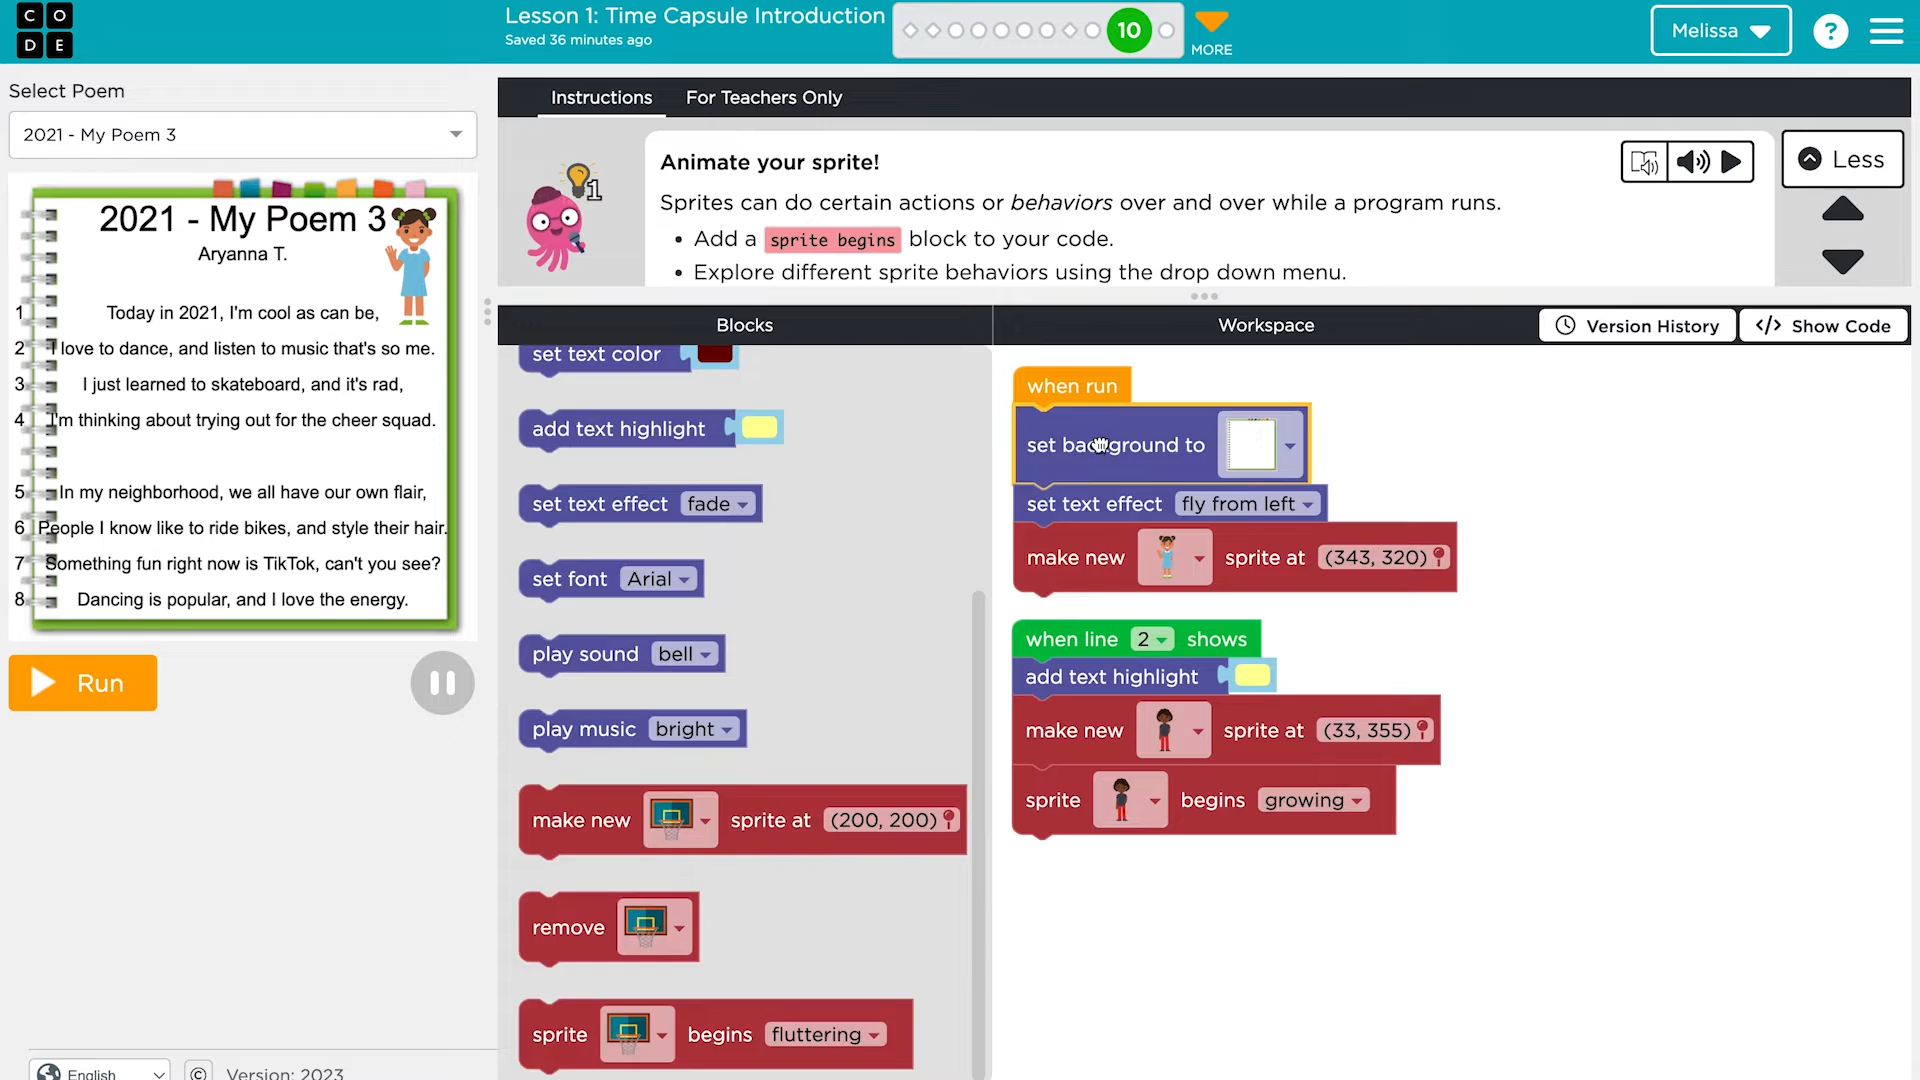 C O
D E
Lesson 1: Time Capsule Introduction
Saved 36 minutes ago
10
MORE
Melissa
?
Select Poem
2021 - My Poem 3
2021 - My Poem 3
Aryanna T.
1 Today in 2021, I'm cool as can be,
2 I love to dance, and listen to music that's so me.
3 I just learned to skateboard, and it's rad,
4 I'm thinking about trying out for the cheer squad.
5 In my neighborhood, we all have our own flair,
6 People I know like to ride bikes, and style their hair.
7 Something fun right now is TikTok, can't you see?
8 Dancing is popular, and I love the energy.
Run
English
© Version: 2023
Instructions For Teachers Only
1
Animate your sprite!
Sprites can do certain actions or behaviors over and over while a program runs.
• Add a sprite begins block to your code.
• Explore different sprite behaviors using the drop down menu.
Less
Blocks
Workspace
Version History
</> Show Code
set text color
add text highlight
set text effect fade
set font Arial
play sound bell
play music bright
make new sprite at (200, 200)
remove
sprite begins fluttering
when run
set background to
set text effect fly from left
make new sprite at (343, 320)
when line 2 shows
add text highlight
make new sprite at (33, 355)
sprite begins growing